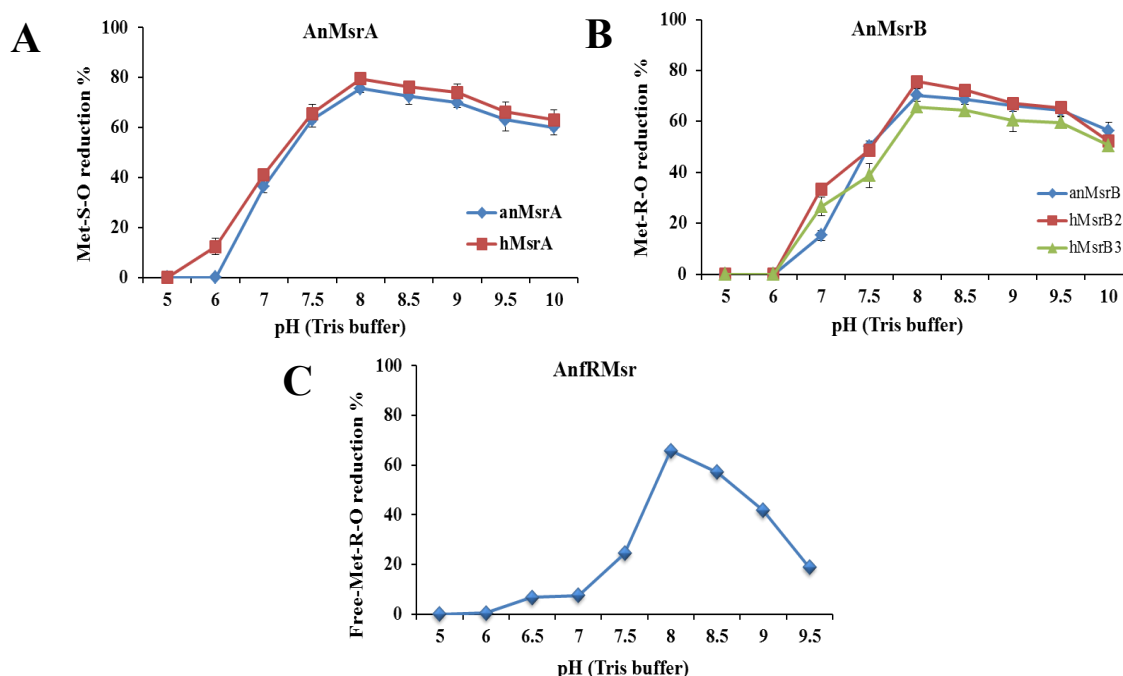 A
AnMsrA
Met-S-O reduction %
100
80
60
40
20
0
5 6 7 7.5 8 8.5 9 9.5 10
pH (Tris buffer)
anMsrA
hMsrA
B
AnMsrB
Met-R-O reduction %
100
80
60
40
20
0
5 6 7 7.5 8 8.5 9 9.5 10
pH (Tris buffer)
anMsrB
hMsrB2
hMsrB3
C
AnfRMsr
Free-Met-R-O reduction %
100
80
60
40
20
0
5 6 6.5 7 7.5 8 8.5 9 9.5
pH (Tris buffer)